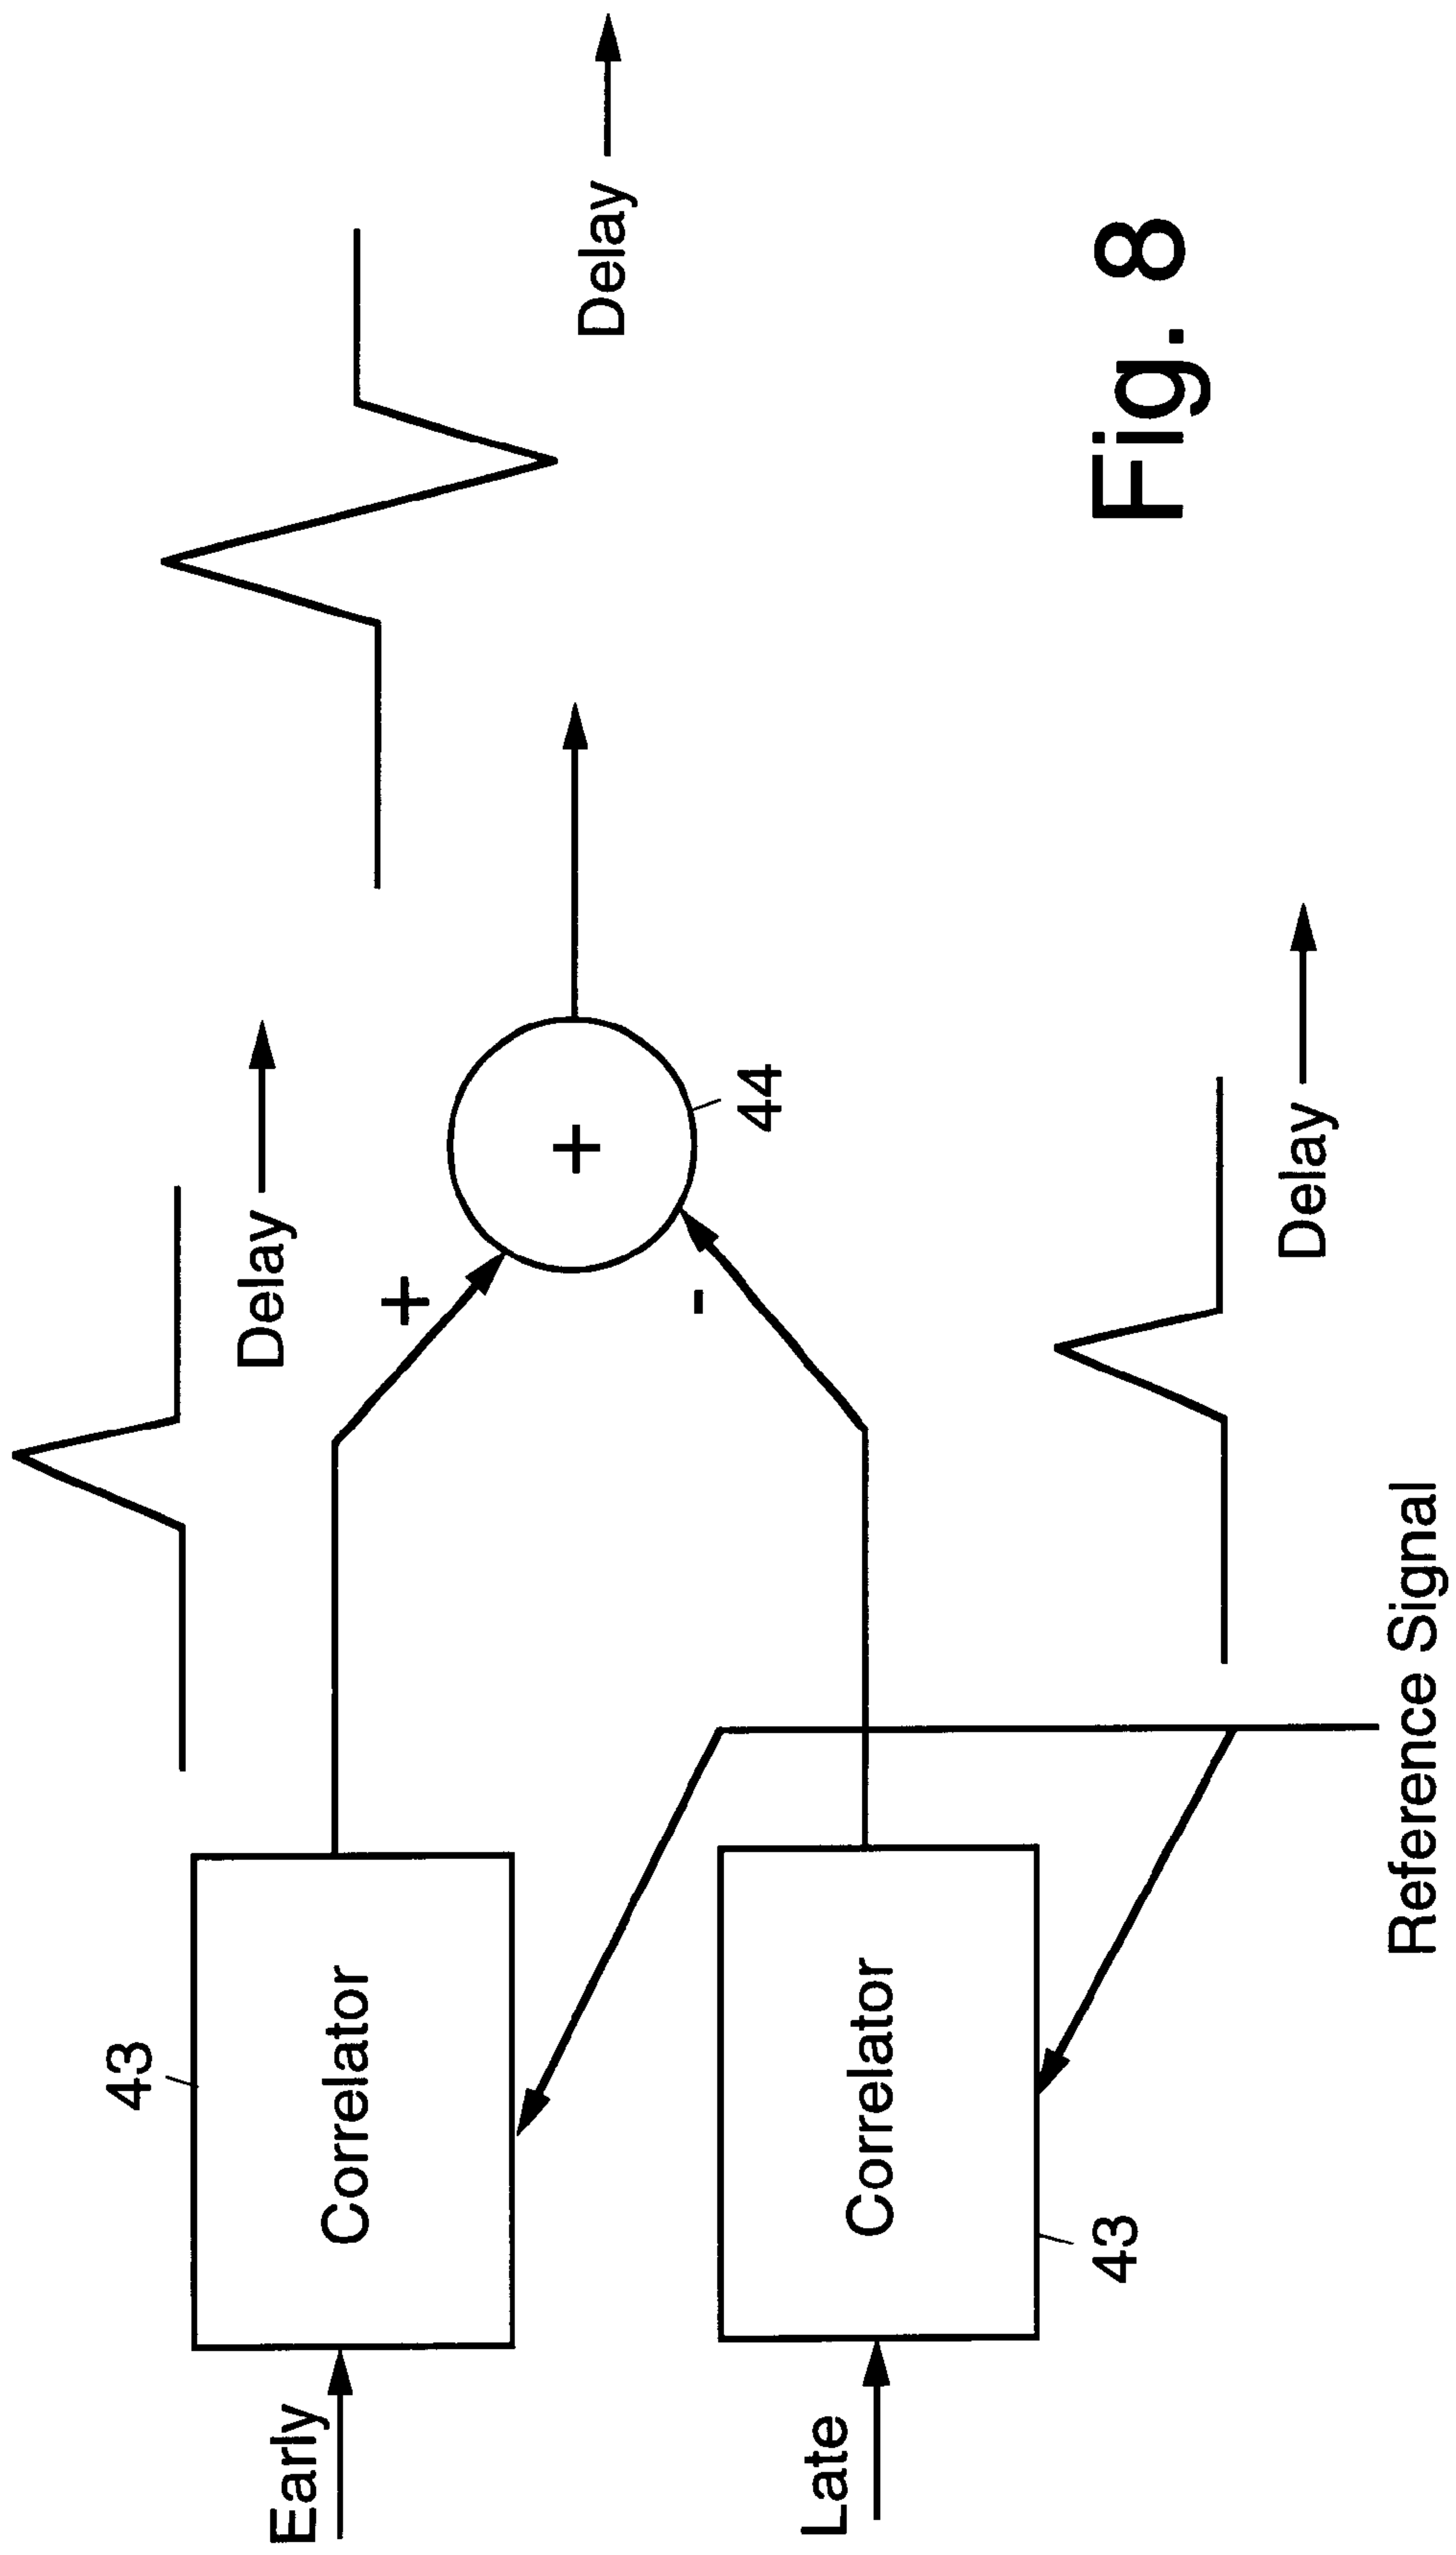 Delay
Delay
43
Early
Correlator
+
+
44
-
Late
Correlator
43
Delay
Reference Signal
Fig. 8